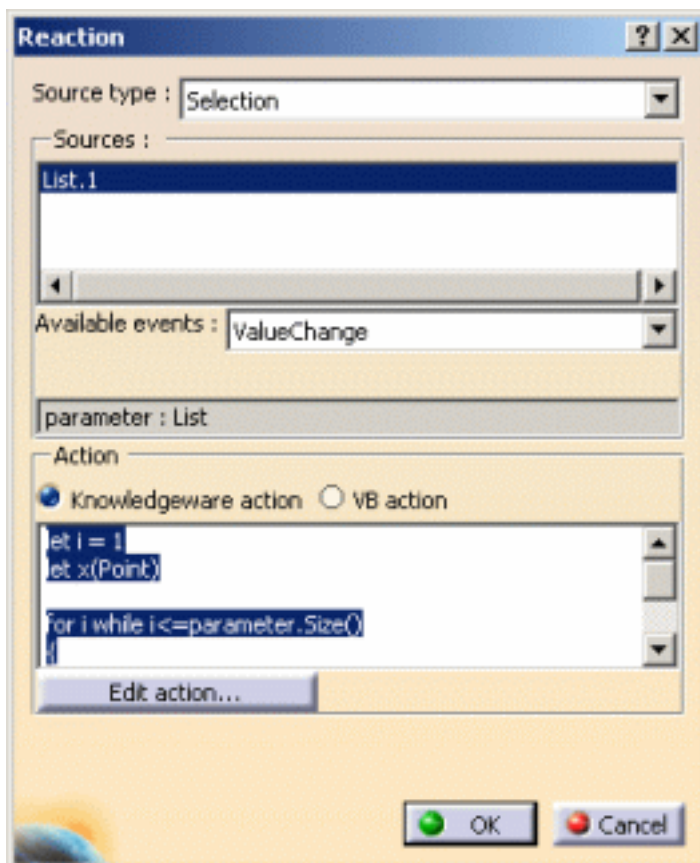 Reaction
Source type : Selection
Sources :
List.1
Available events : ValueChange
parameter : List
Action
Knowledgeware action VB action
let i = 1
let x(Point)
for i while i<=parameter.Size()
{
Edit action...
OK Cancel